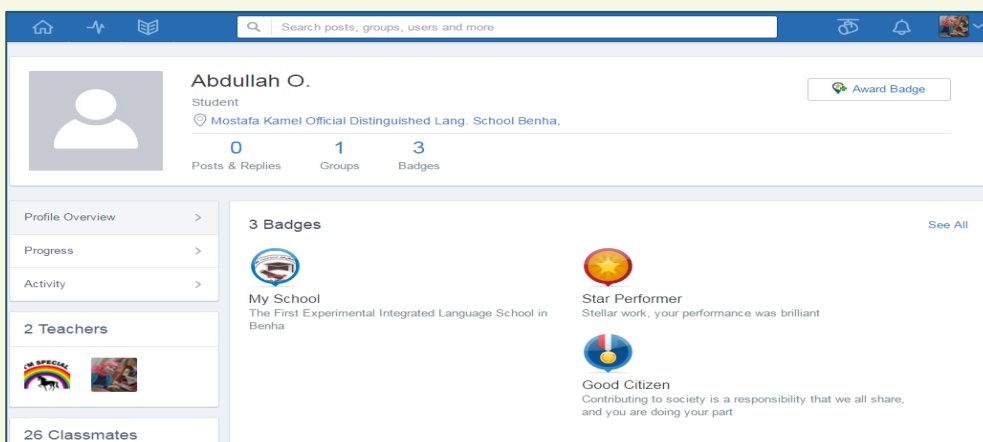 Search posts, groups, users and more
Abdullah O.
Student
Mostafa Kamel Official Distinguished Lang. School Benha,
Award Badge
0
1
3
Posts & Replies
Groups
Badges
Profile Overview
Progress
Activity
2 Teachers
I'M SPECIAL
26 Classmates
3 Badges
See All
My School
The First Experimental Integrated Language School in
Benha
Star Performer
Stellar work, your performance was brilliant
Good Citizen
Contributing to society is a responsibility that we all share,
and you are doing your part